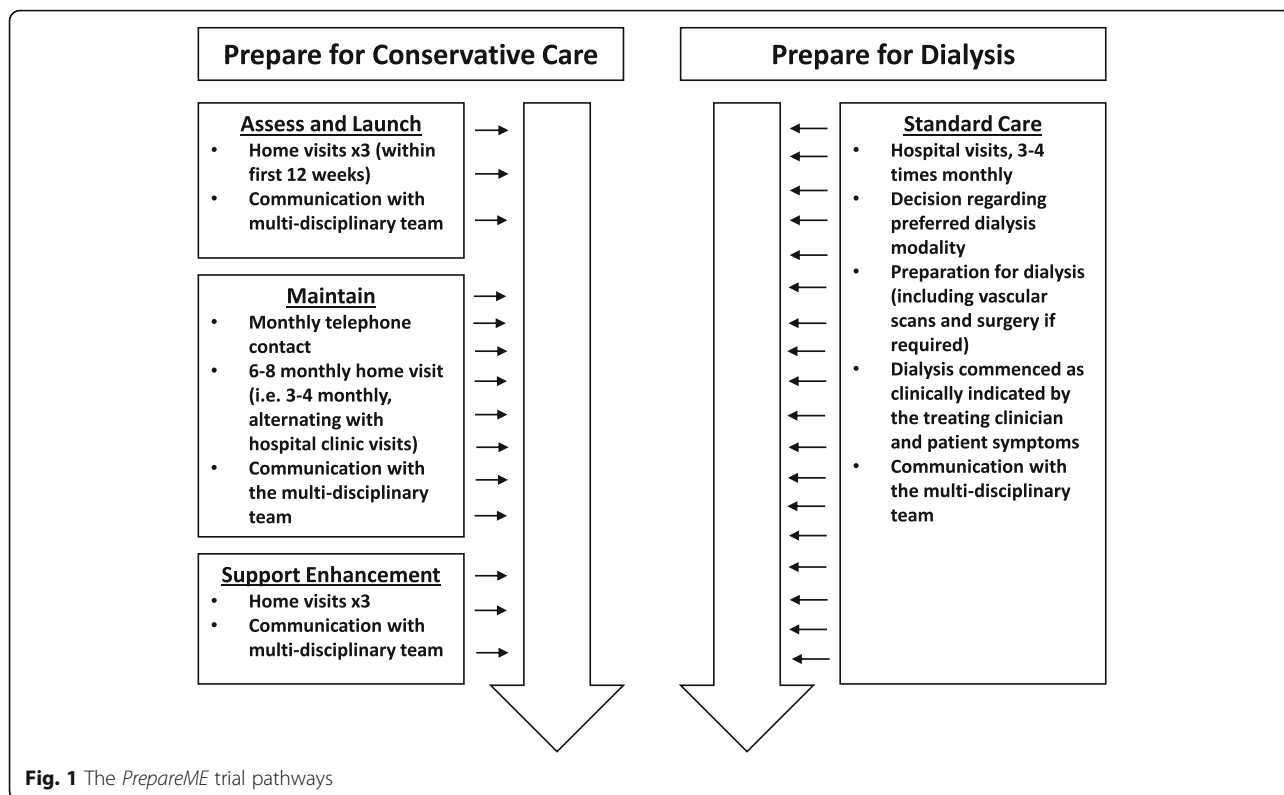 Prepare for Conservative Care
Assess and Launch
• Home visits x3 (within
first 12 weeks)
• Communication with
multi-disciplinary team
Maintain
• Monthly telephone
contact
• 6-8 monthly home visit
(i.e. 3-4 monthly,
alternating with
hospital clinic visits)
• Communication with
the multi-disciplinary
team
Support Enhancement
• Home visits x3
• Communication with
multi-disciplinary team
Prepare for Dialysis
Standard Care
• Hospital visits, 3-4
times monthly
• Decision regarding
preferred dialysis
modality
• Preparation for dialysis
(including vascular
scans and surgery if
required)
• Dialysis commenced as
clinically indicated by
the treating clinician
and patient symptoms
• Communication with
the multi-disciplinary
team
Fig. 1 The PrepareME trial pathways